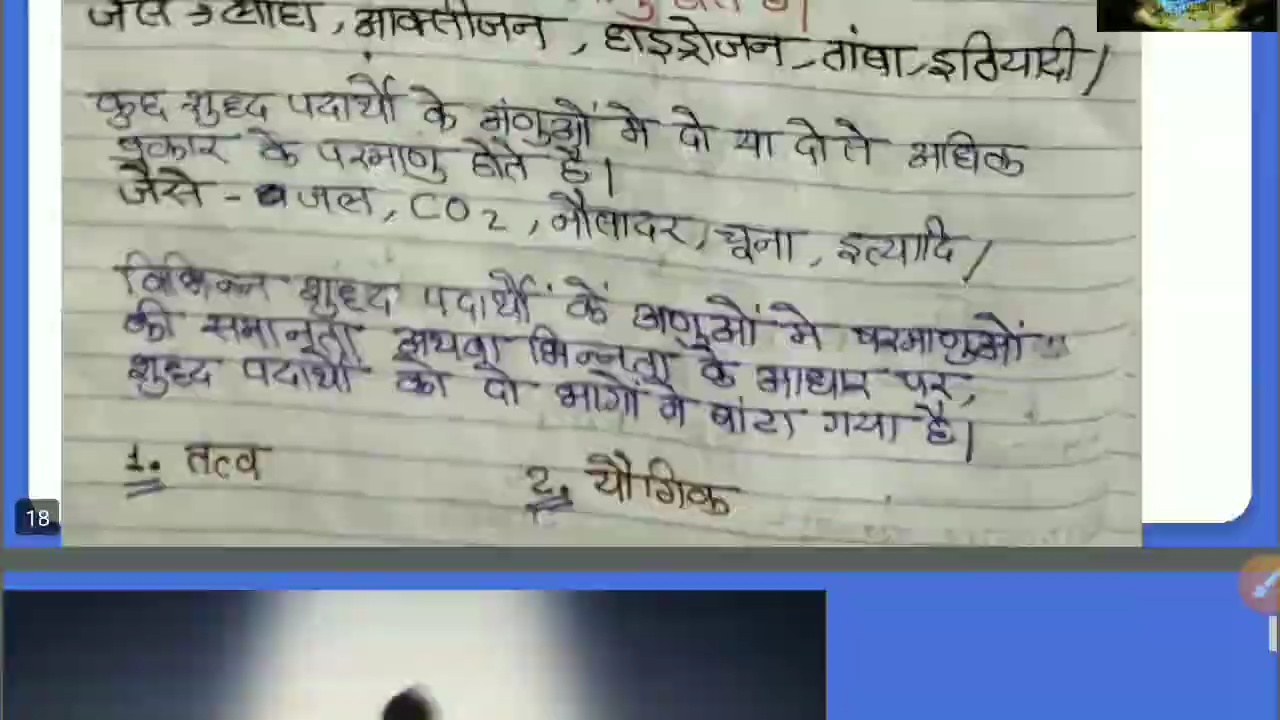 जैसे → लोहा, आक्सीजन, हाइड्रोजन, तांबा, इतियादी/
कुछ शुद्ध पदार्थो के अंणुओं मे दो या दोसे अधिक
प्रकार के परमाणु होते है।
जैसे - जल, CO2, नौसादर, चूना, इत्यादि/
विभिन्न शुद्ध पदार्थों कें अणुओं मे परमाणुओं
की समानता अथवा भिन्नता के आधार पर,
शुद्ध पदार्थो को दो भागों मे बांटा गया है।
1. तत्व
2. यौगिक
18